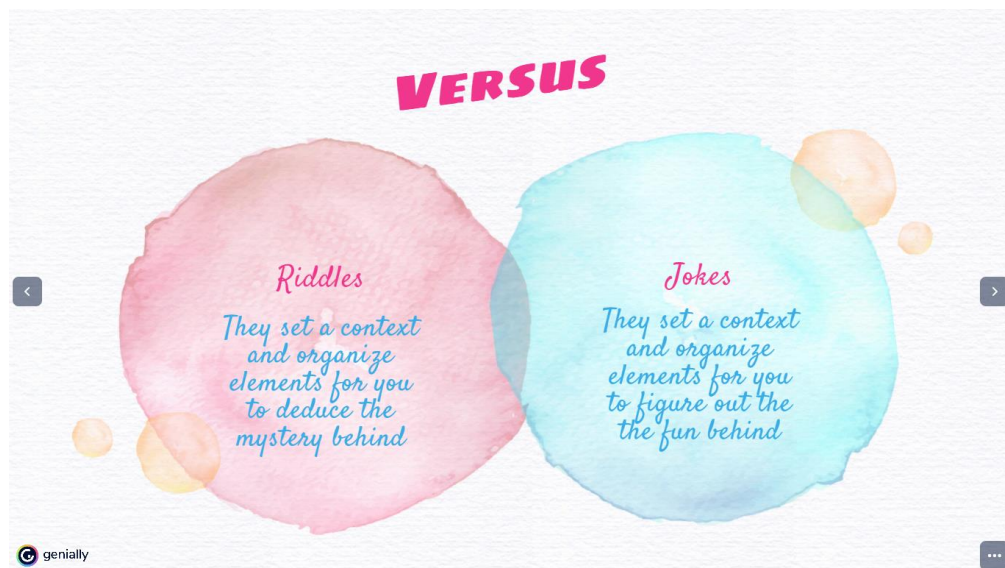 Versus
Riddles
They set a context
and organize
elements for you
to deduce the
mystery behind
Jokes
They set a context
and organize
elements for you
to figure out the
the fun behind
genially